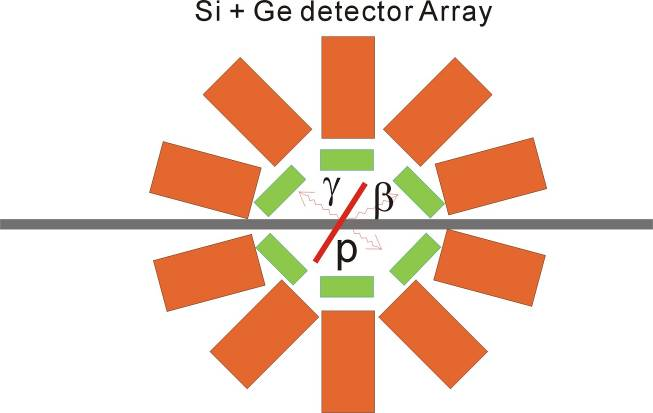 Si + Ge detector Array
γ β
p